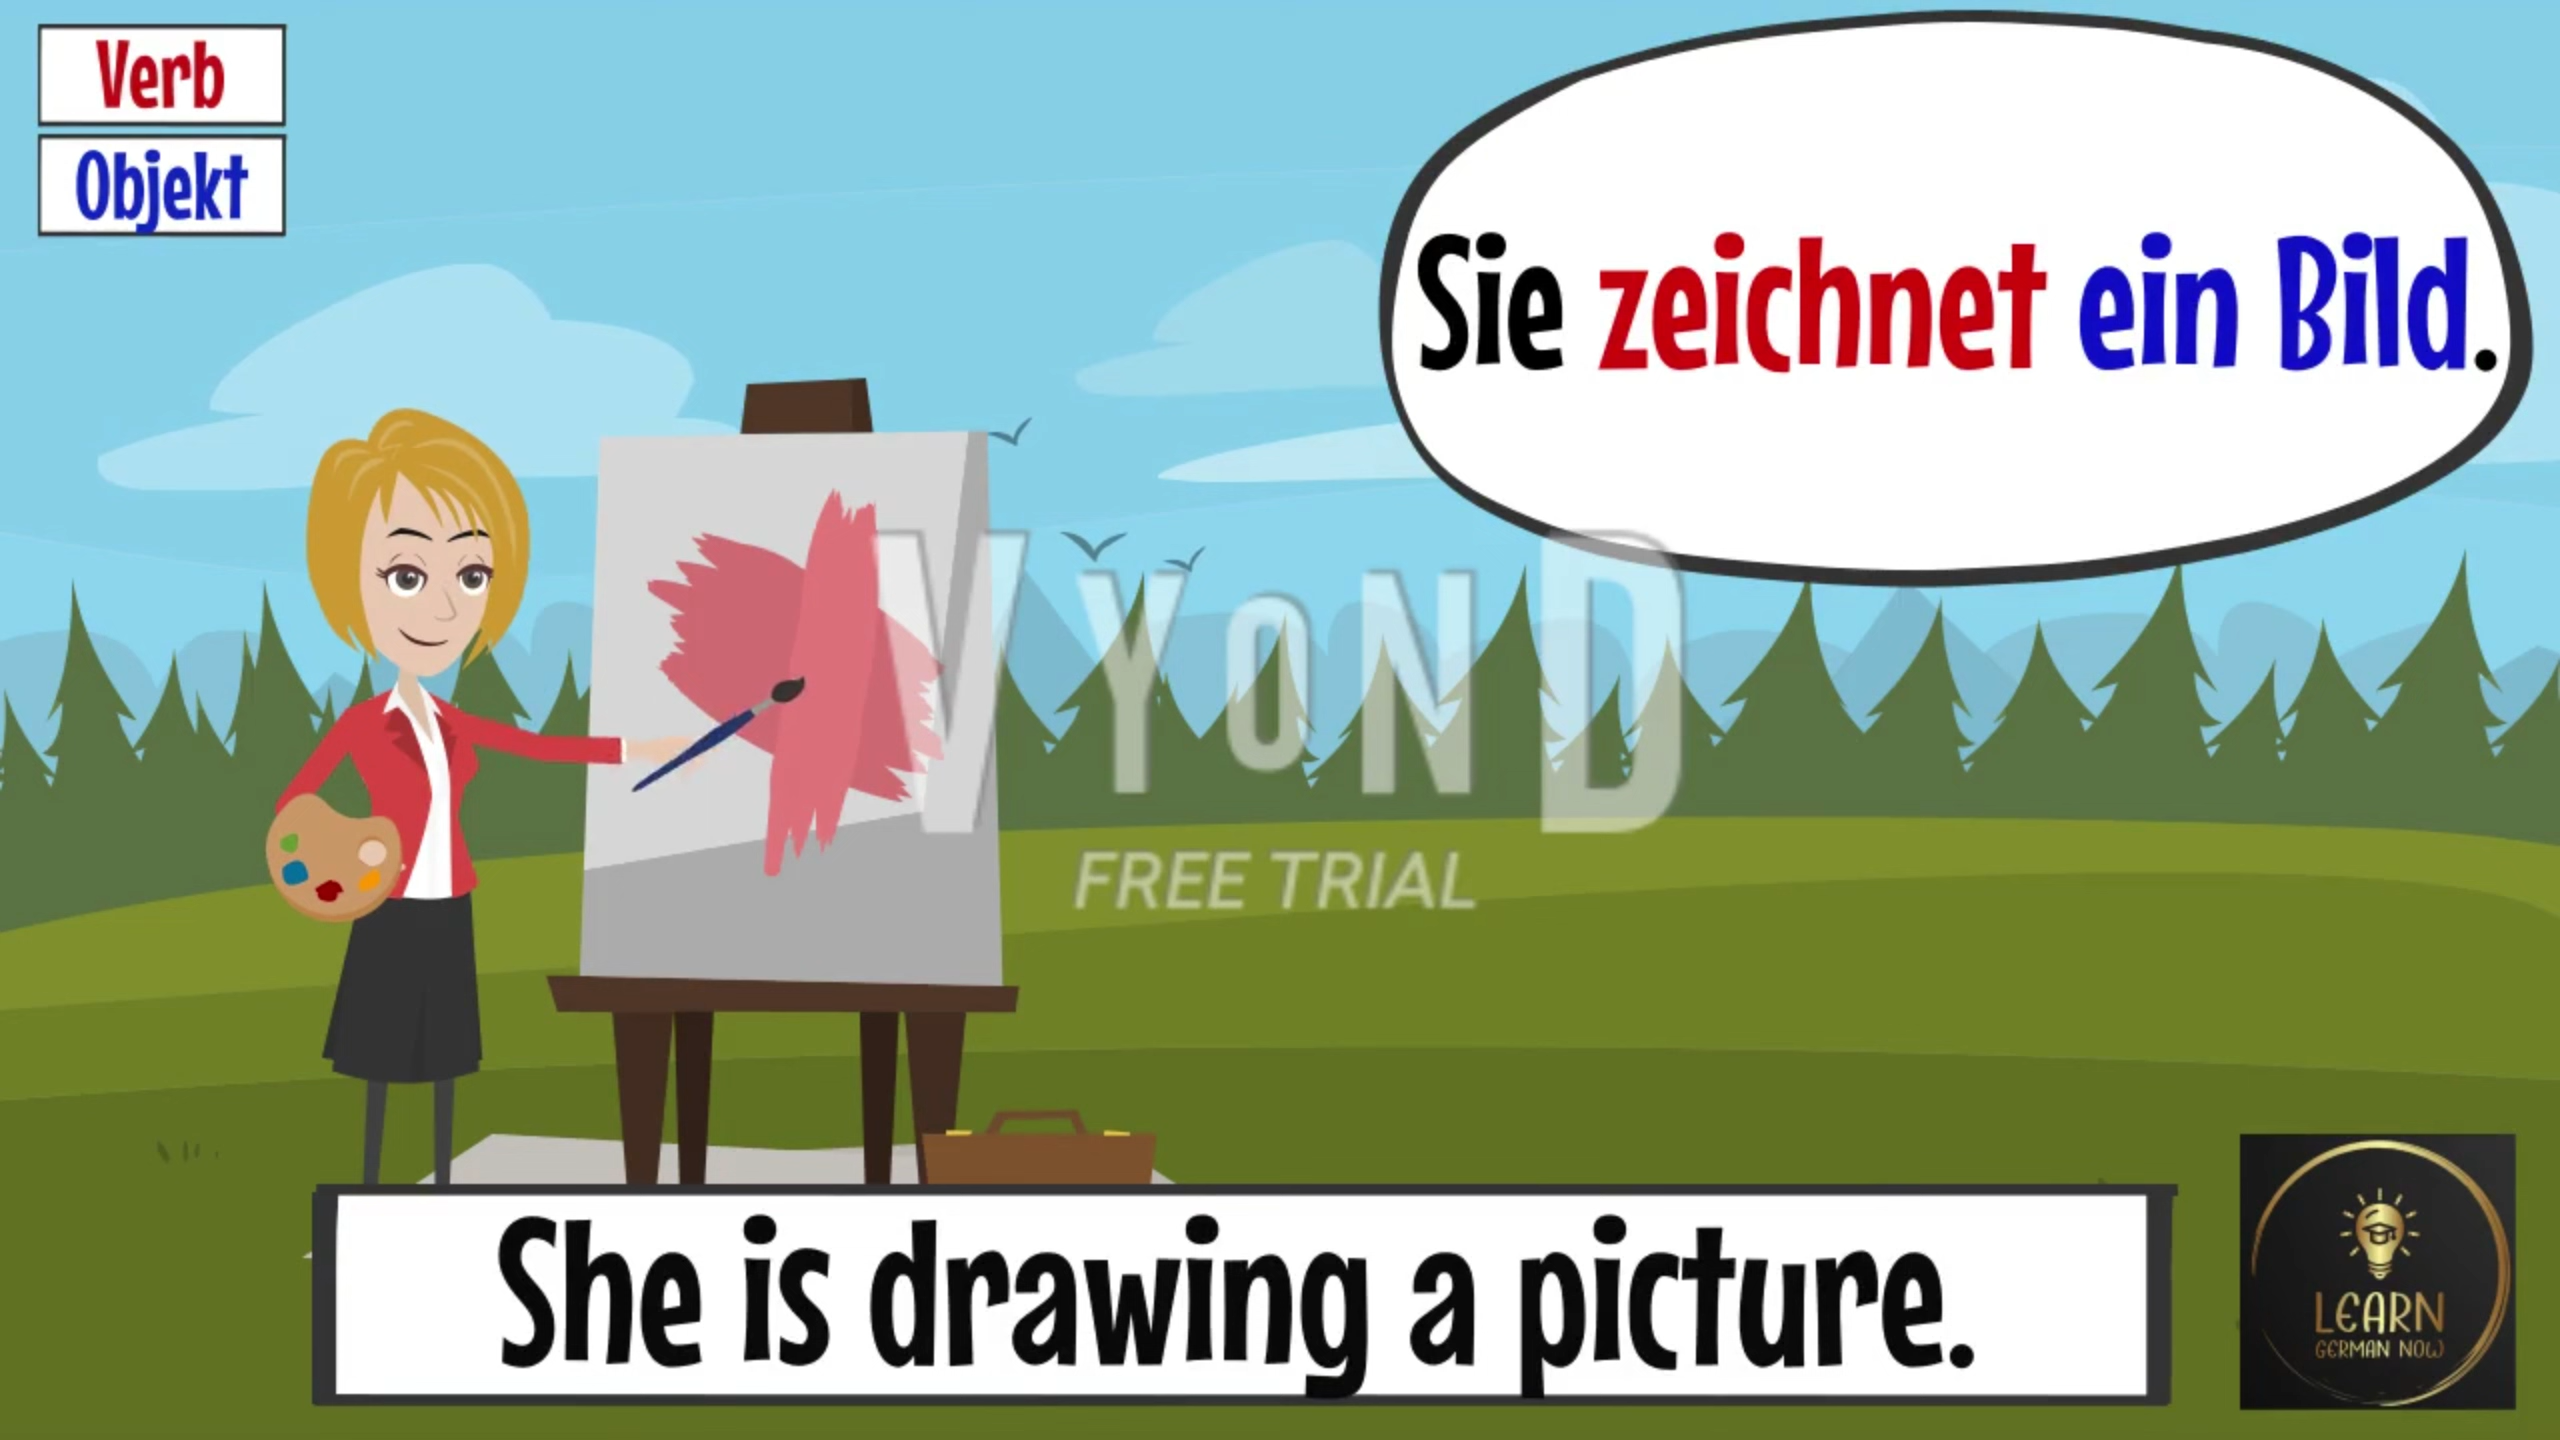 Verb
Objekt
Sie zeichnet ein Bild.
VYOND
FREE TRIAL
She is drawing a picture.
LEARN
GERMAN NOW